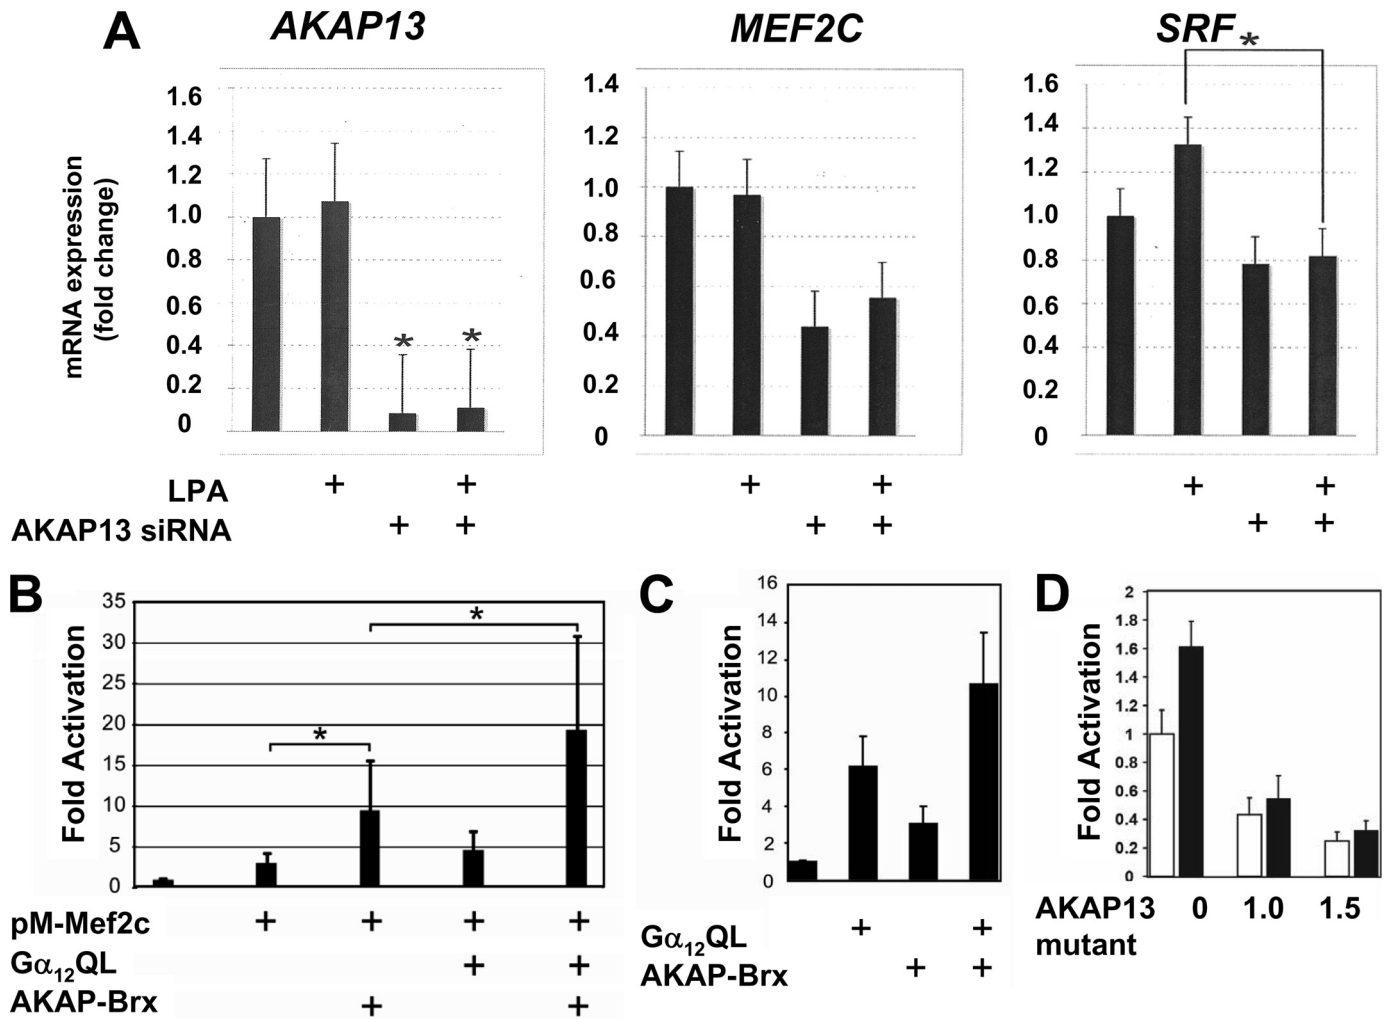 A
AKAP13
MEF2C
SRF
*
mRNA expression
(fold change)
1.6
1.4
1.2
1.0
0.8
0.6
0.4
0.2
0
* *
1.4
1.2
1.0
0.8
0.6
0.4
0.2
0
1.6
1.4
1.2
1.0
0.8
0.6
0.4
0.2
0
LPA + + + + + +
AKAP13 siRNA + + + + + +
B
Fold Activation
35
30
25
20
15
10
5
0
*
*
pM-Mef2c + + + +
Gα12QL + +
AKAP-Brx + +
C
Fold Activation
16
14
12
10
8
6
4
2
0
Gα12QL + +
AKAP-Brx + +
D
Fold Activation
2
1.8
1.6
1.4
1.2
1
0.8
0.6
0.4
0.2
0
AKAP13 0 1.0 1.5
mutant